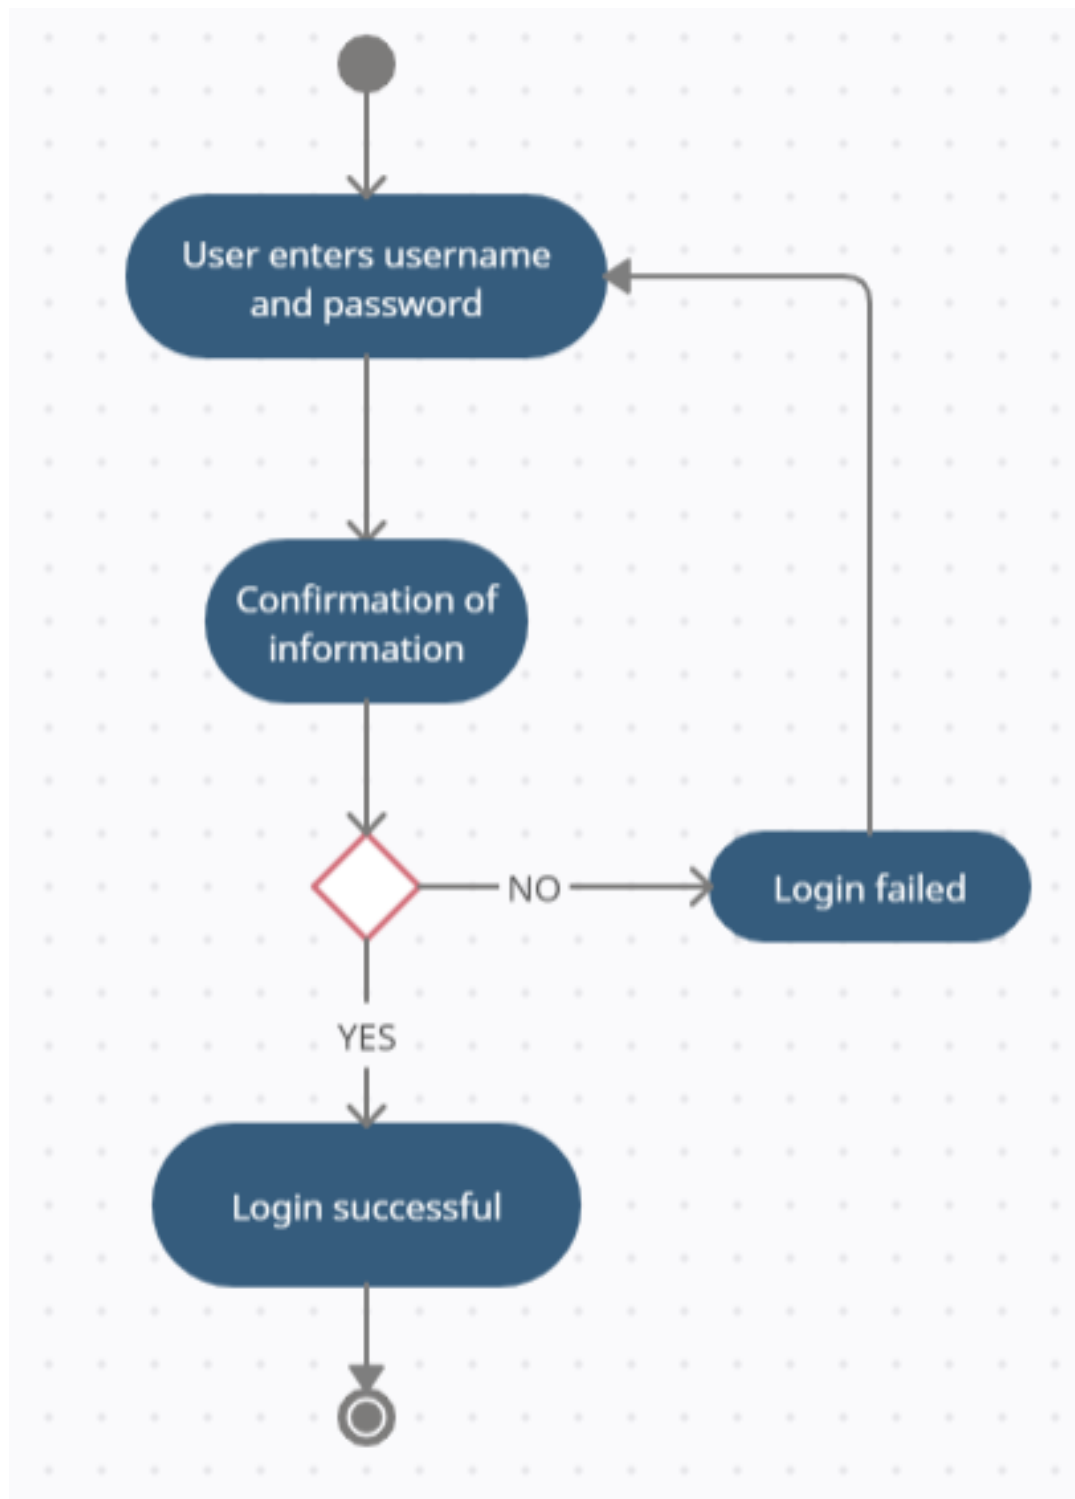 User enters username
and password
Confirmation of
information
NO
Login failed
YES
Login successful